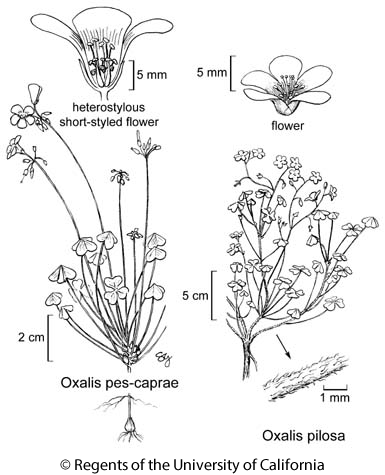 5 mm
heterostylous
short-styled flower
5 mm
flower
2 cm
5 cm
Oxalis pes-caprae
1 mm
Oxalis pilosa
© Regents of the University of California